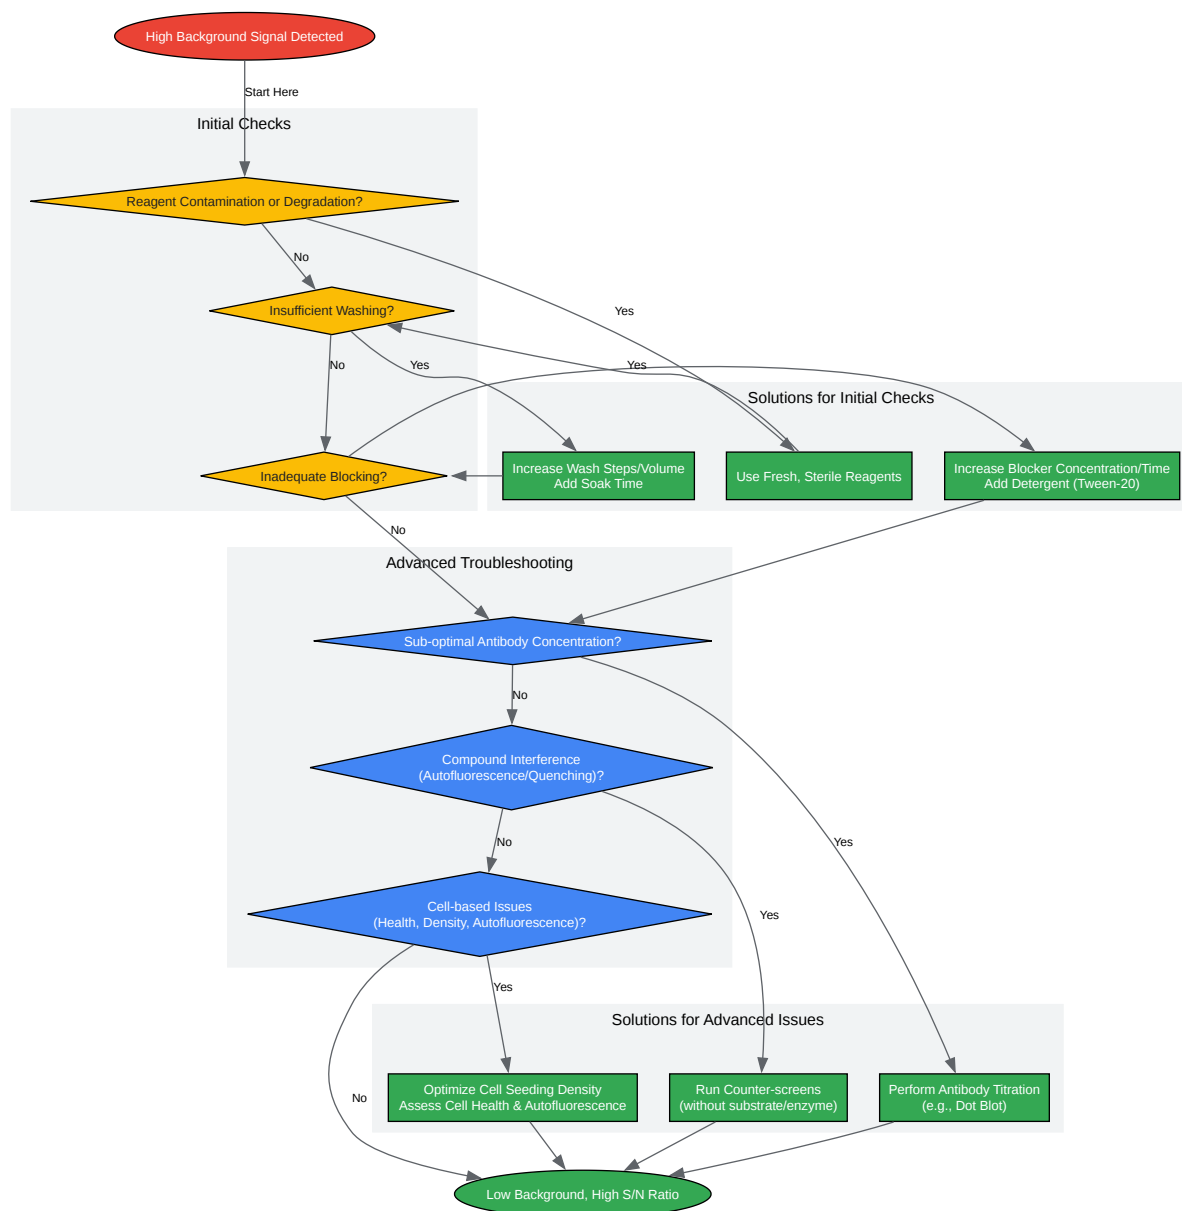 High Background Signal Detected
Start Here
Initial Checks
Reagent Contamination or Degradation?
No
Insufficient Washing?
Yes
No
Yes
Yes
Solutions for Initial Checks
Inadequate Blocking?
Increase Wash Steps/Volume
Add Soak Time
Use Fresh, Sterile Reagents
Increase Blocker Concentration/Time
Add Detergent (Tween-20)
No
Advanced Troubleshooting
Sub-optimal Antibody Concentration?
No
Compound Interference
(Autofluorescence/Quenching)?
No
Yes
Cell-based Issues
(Health, Density, Autofluorescence)?
Yes
Yes
Solutions for Advanced Issues
Optimize Cell Seeding Density
Assess Cell Health & Autofluorescence
Run Counter-screens
(without substrate/enzyme)
Perform Antibody Titration
(e.g., Dot Blot)
No
Low Background, High S/N Ratio